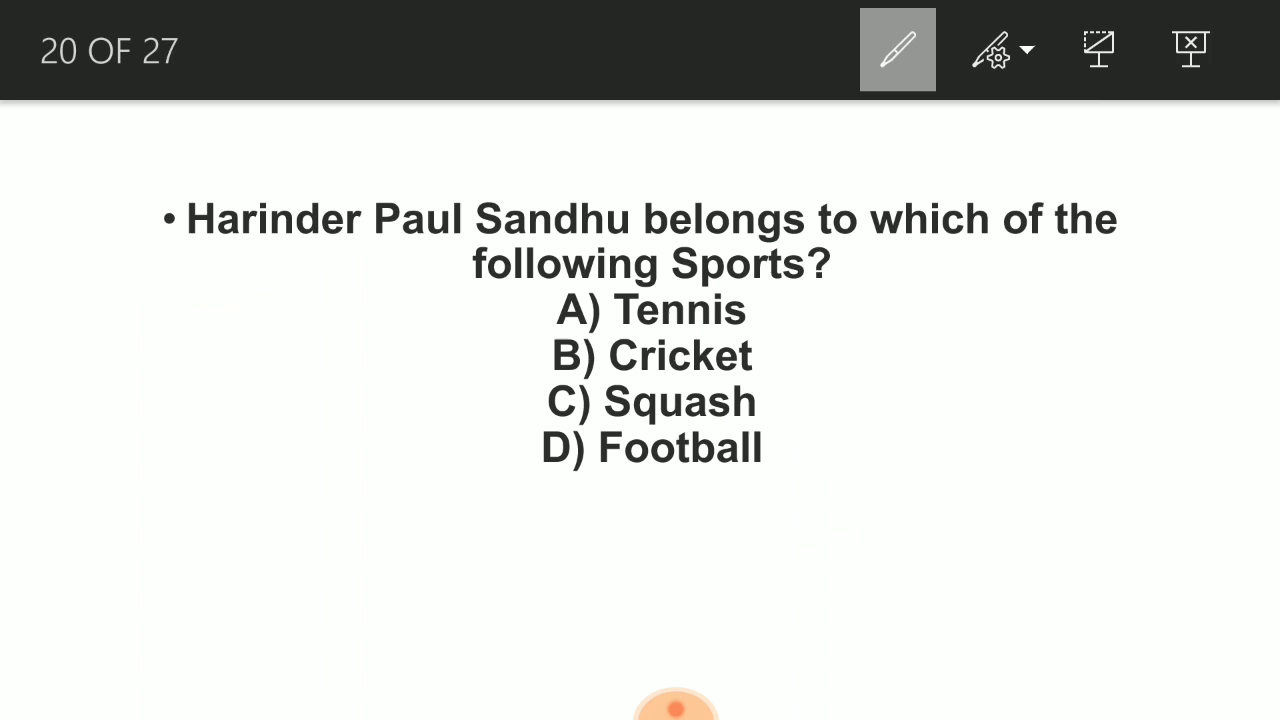 20 OF 27
• Harinder Paul Sandhu belongs to which of the
following Sports?
A) Tennis
B) Cricket
C) Squash
D) Football